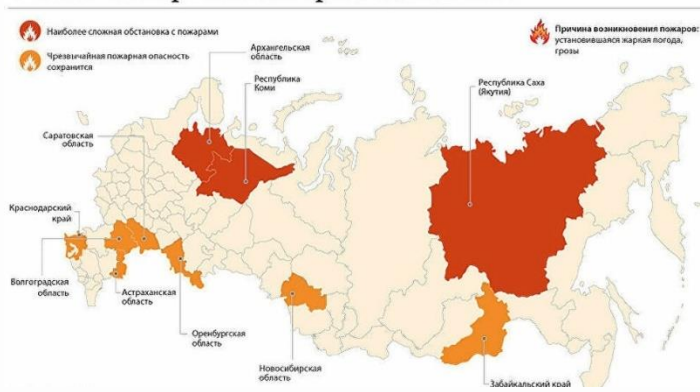 Наиболее сложная обстановка с пожарами
Чрезвычайная пожарная опасность
сохранится
Причина возникновения пожаров:
установившаяся жаркая погода,
грозы
Архангельская
область
Республика
Коми
Республика Саха
(Якутия)
Саратовская
область
Краснодарский
край
Волгоградская
область
Астраханская
область
Оренбургская
область
Новосибирская
область
Забайкальский край